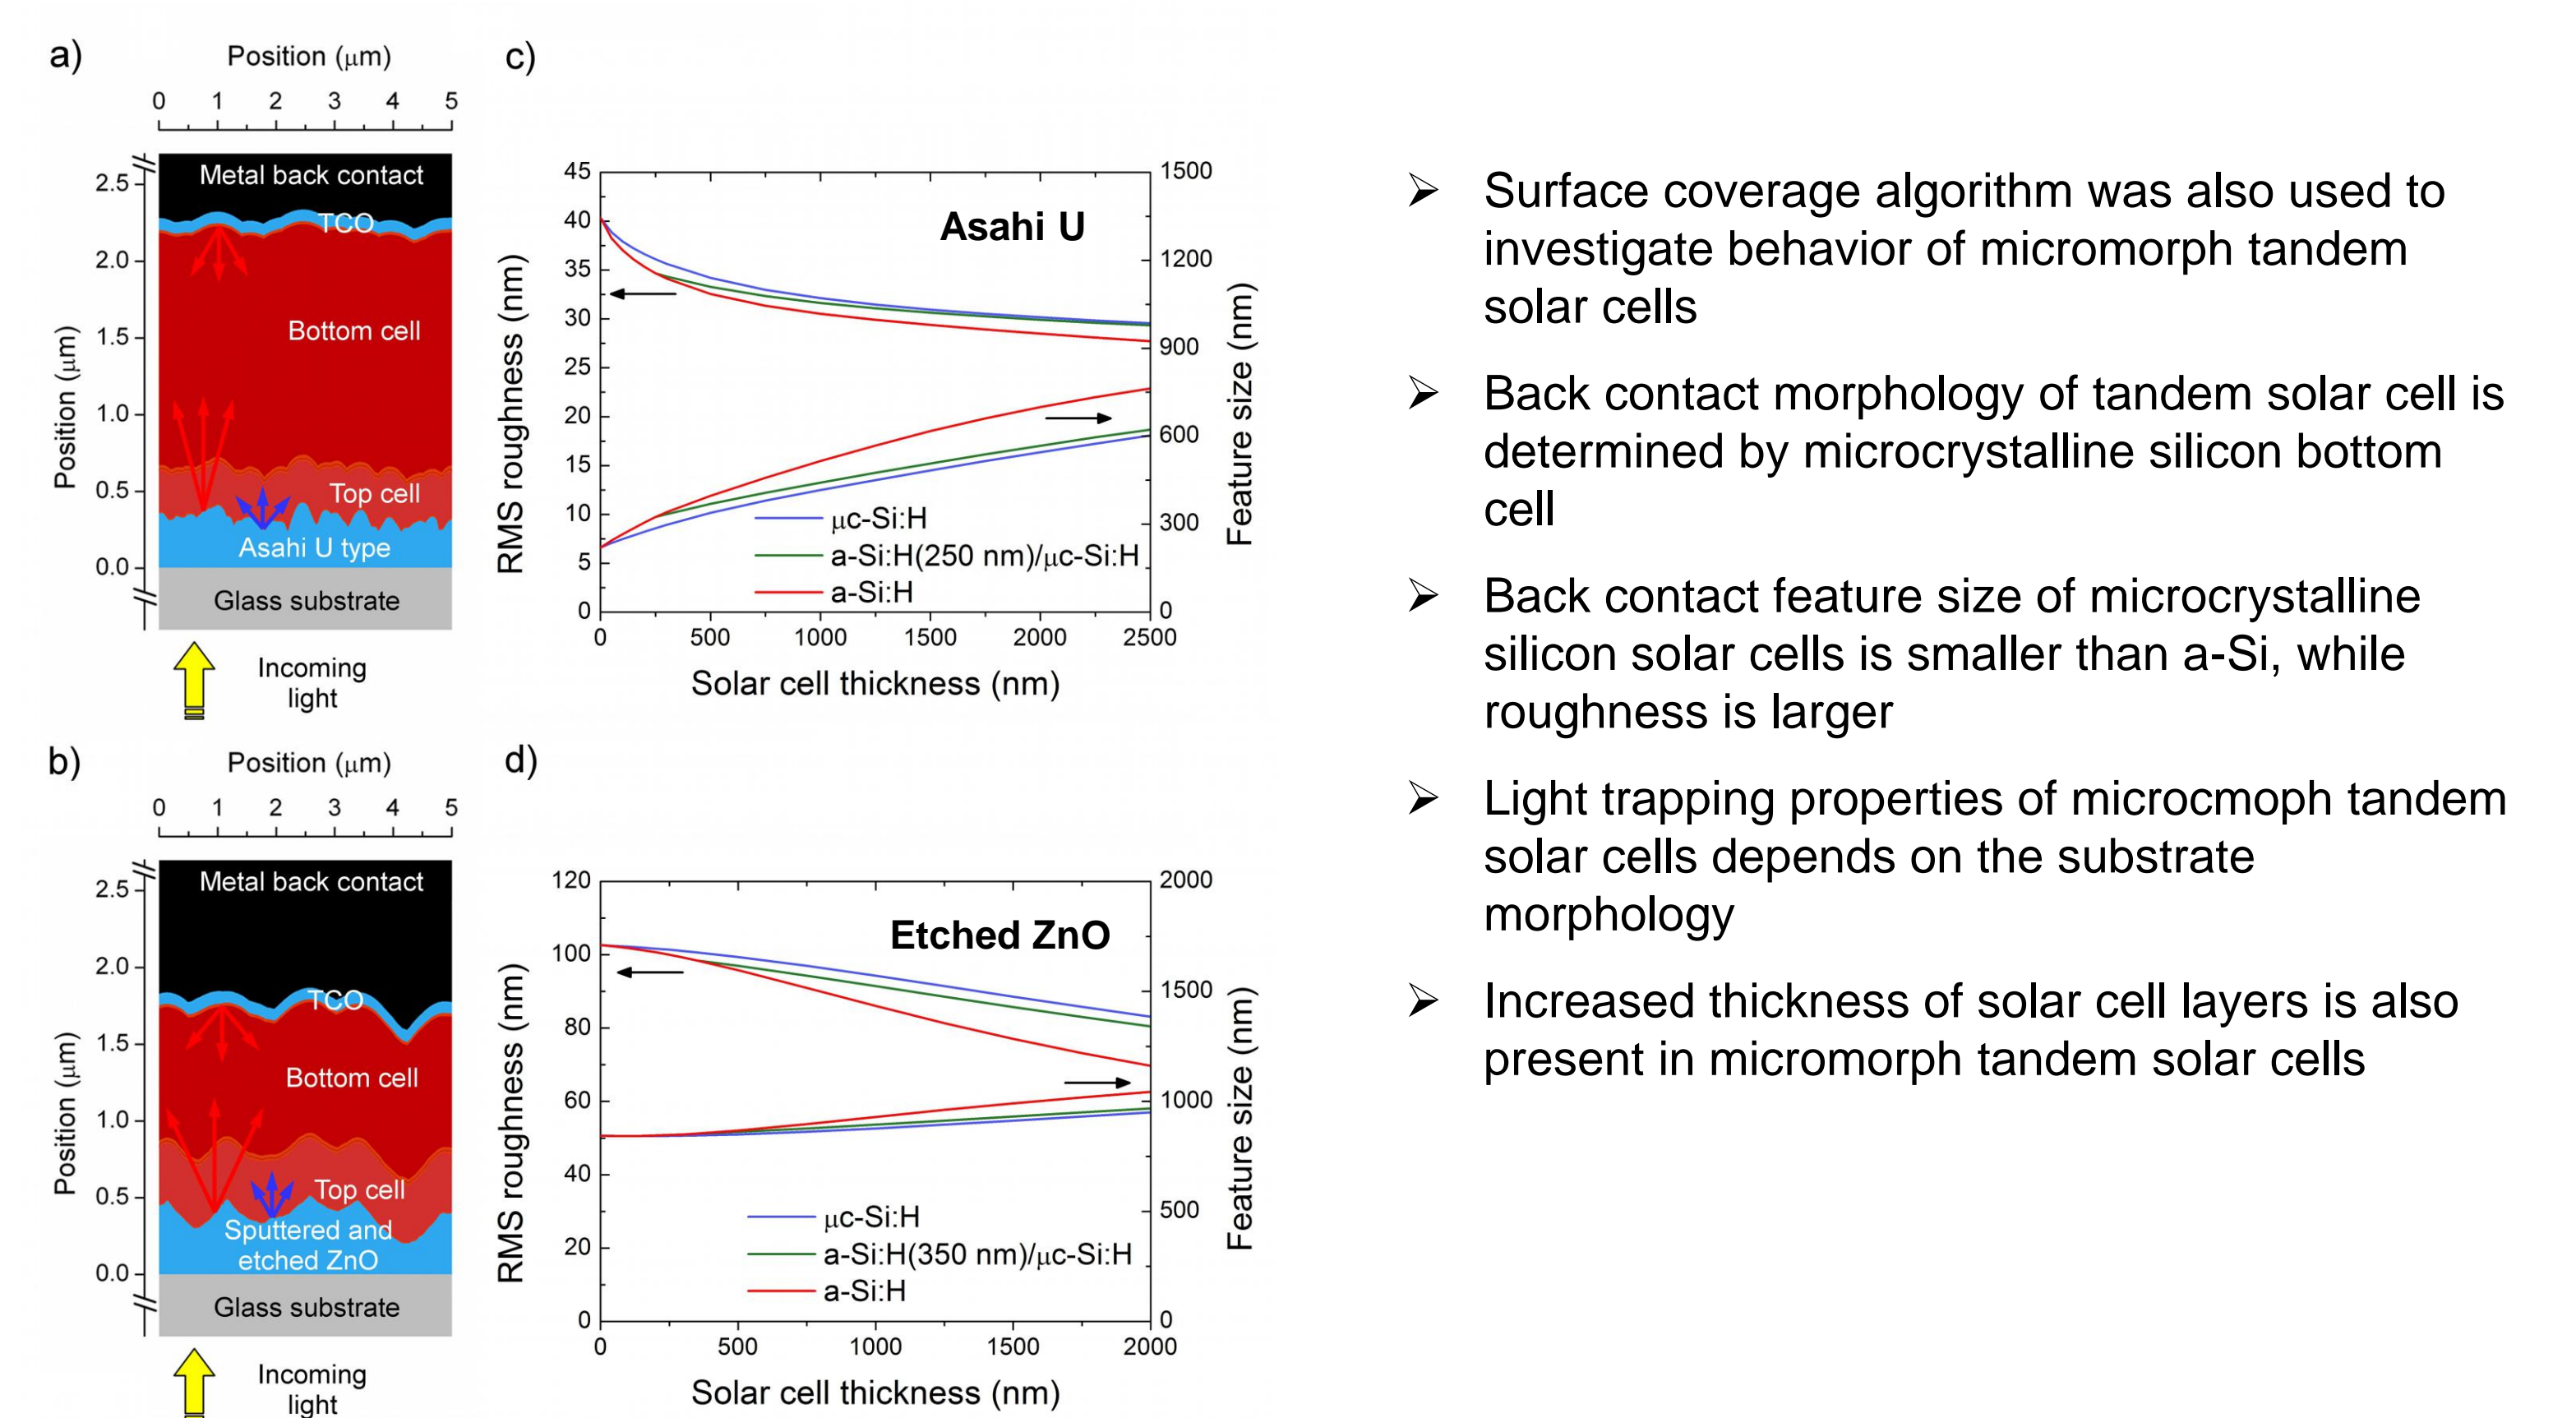 a)
Position (μm)
0 1 2 3 4 5
Position (μm)
2.5
2.0
1.5
1.0
0.5
0.0
Metal back contact
TCO
Bottom cell
Top cell
Asahi U type
Glass substrate
Incoming
light
c)
RMS roughness (nm)
45
40
35
30
25
20
15
10
5
0
Asahi U
μc-Si:H
a-Si:H(250 nm)/μc-Si:H
a-Si:H
1500
1200
900
600
300
0
Feature size (nm)
0 500 1000 1500 2000 2500
Solar cell thickness (nm)
b)
Position (μm)
0 1 2 3 4 5
Position (μm)
2.5
2.0
1.5
1.0
0.5
0.0
Metal back contact
TCO
Bottom cell
Top cell
Sputtered and
etched ZnO
Glass substrate
Incoming
light
d)
RMS roughness (nm)
120
100
80
60
40
20
0
Etched ZnO
μc-Si:H
a-Si:H(350 nm)/μc-Si:H
a-Si:H
2000
1500
1000
500
0
Feature size (nm)
0 500 1000 1500 2000
Solar cell thickness (nm)
➢ Surface coverage algorithm was also used to
investigate behavior of micromorph tandem
solar cells
➢ Back contact morphology of tandem solar cell is
determined by microcrystalline silicon bottom
cell
➢ Back contact feature size of microcrystalline
silicon solar cells is smaller than a-Si, while
roughness is larger
➢ Light trapping properties of microcmoph tandem
solar cells depends on the substrate
morphology
➢ Increased thickness of solar cell layers is also
present in micromorph tandem solar cells